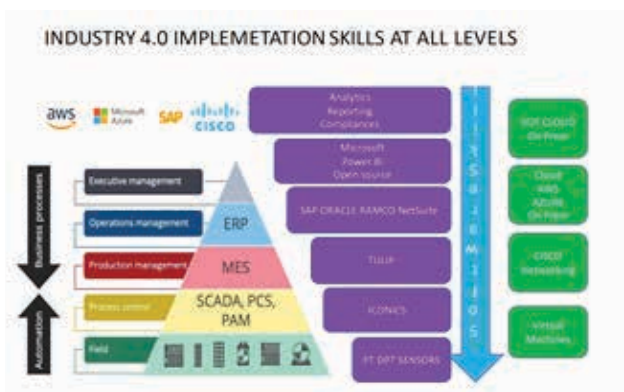 INDUSTRY 4.0 IMPLEMETATION SKILLS AT ALL LEVELS
aws
Microsoft
Azure
SAP
CISCO
Analytics
Reporting
Compliances
Microsoft
Power BI
Open source
SAP ORACLE RAMCO NetSuite
TULIP
ICONICS
PT DPT SENSORS
Business processes
Automation
Executive management
Operations management
Production management
Process control
Field
ERP
MES
SCADA, PCS,
PAM
Cloud
AWS
AZURE
On Prem
CISCO
Networking
Virtual
Machines